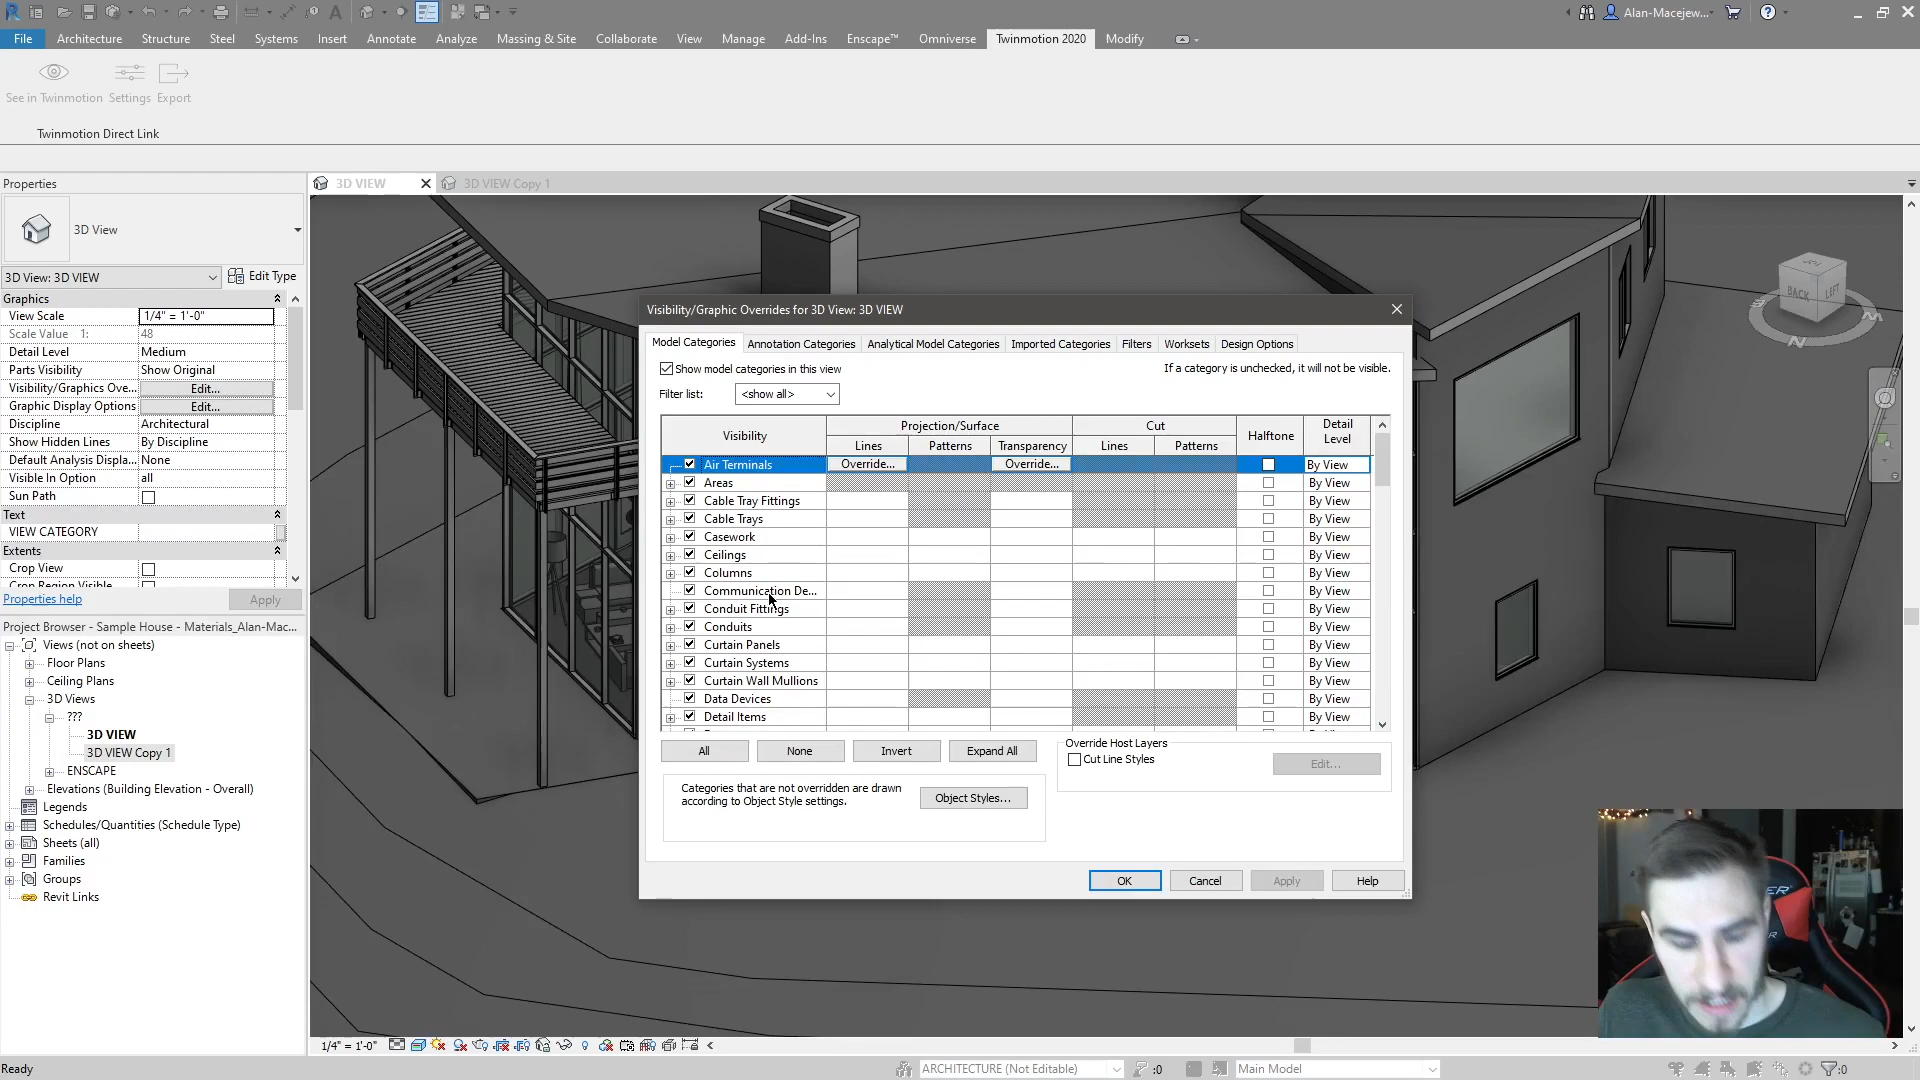 Alan-Macejew...
File Architecture Structure Steel Systems Insert Annotate Analyze Massing & Site Collaborate View Manage Add-Ins Enscape™ Omniverse Twinmotion 2020 Modify
See in Twinmotion Settings Export
Twinmotion Direct Link
Properties
3D VIEW
3D VIEW Copy 1
3D View
3D View: 3D VIEW
Edit Type
Graphics
View Scale 1/4" = 1'-0"
Scale Value 1: 48
Detail Level Medium
Parts Visibility Show Original
Visibility/Graphics Ove... Edit...
Graphic Display Options Edit...
Discipline Architectural
Show Hidden Lines By Discipline
Default Analysis Displa... None
Visible In Option all
Sun Path
Text
VIEW CATEGORY
Extents
Crop View
Crop Region Visible
Properties help Apply
Project Browser - Sample House - Materials_Alan-Mac...
Views (not on sheets)
Floor Plans
Ceiling Plans
3D Views
???
3D VIEW
3D VIEW Copy 1
ENSCAPE
Elevations (Building Elevation - Overall)
Legends
Schedules/Quantities (Schedule Type)
Sheets (all)
Families
Groups
Revit Links
BACK LEFT
Visibility/Graphic Overrides for 3D View: 3D VIEW
Model Categories Annotation Categories Analytical Model Categories Imported Categories Filters Worksets Design Options
Show model categories in this view
If a category is unchecked, it will not be visible.
Filter list: <show all>
Visibility Projection/Surface Cut Halftone Detail Level
Lines Patterns Transparency Lines Patterns
Air Terminals Override... Override... By View
Areas By View
Cable Tray Fittings By View
Cable Trays By View
Casework By View
Ceilings By View
Columns By View
Communication De... By View
Conduit Fittings By View
Conduits By View
Curtain Panels By View
Curtain Systems By View
Curtain Wall Mullions By View
Data Devices By View
Detail Items By View
All None Invert Expand All
Override Host Layers
Cut Line Styles Edit...
Categories that are not overridden are drawn
according to Object Style settings.
Object Styles...
OK Cancel Apply Help
1/4" = 1'-0"
Ready
ARCHITECTURE (Not Editable)
:0
Main Model
:0